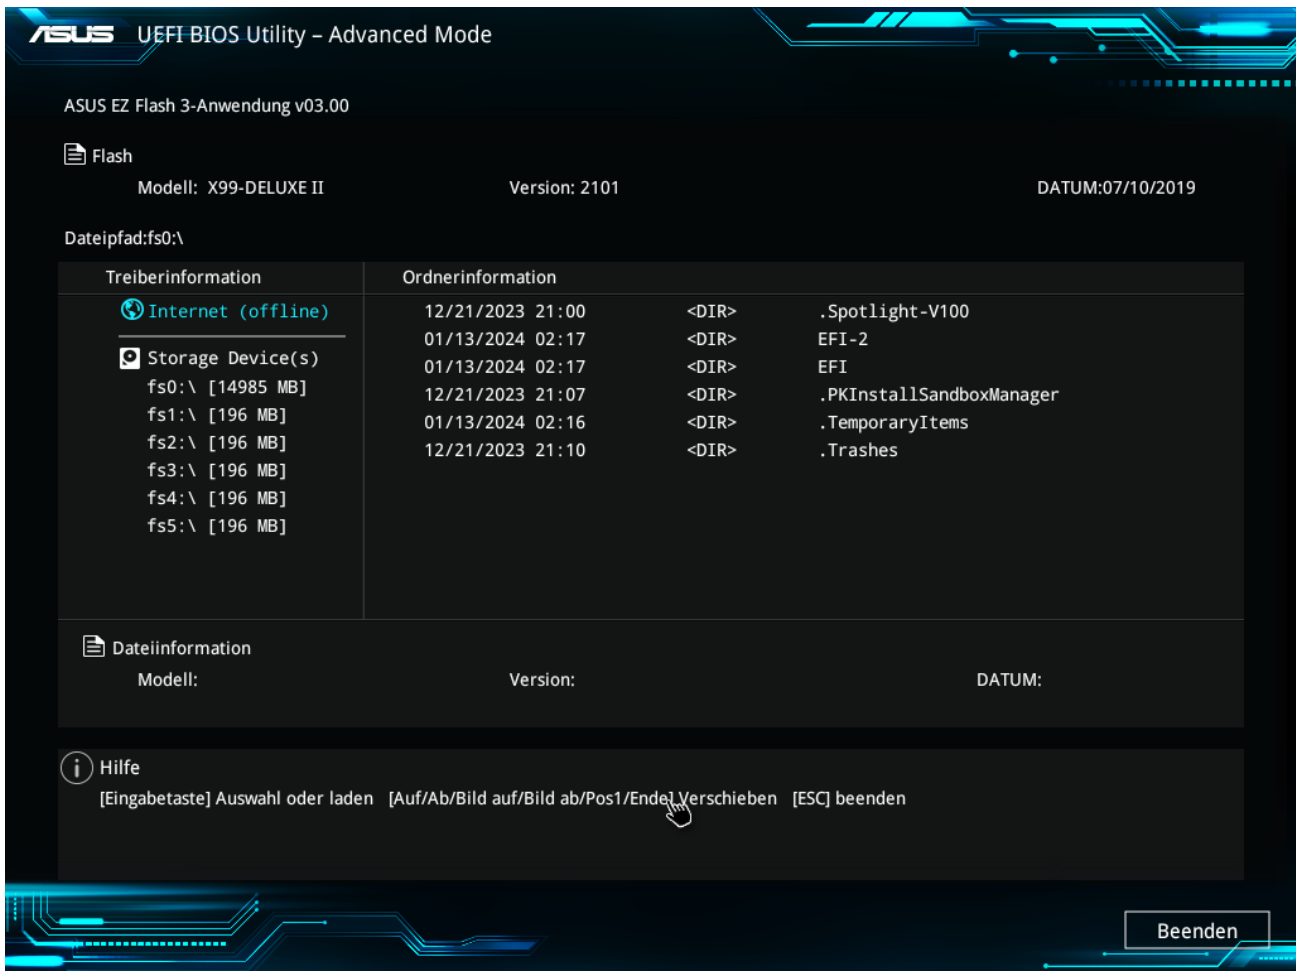 ASUS UEFI BIOS Utility – Advanced Mode
ASUS EZ Flash 3-Anwendung v03.00
Flash
Modell: X99-DELUXE II Version: 2101 DATUM:07/10/2019
Dateipfad:fs0:\
Treiberinformation Ordnerinformation
Internet (offline) 12/21/2023 21:00 <DIR> .Spotlight-V100
01/13/2024 02:17 <DIR> EFI-2
Storage Device(s) 01/13/2024 02:17 <DIR> EFI
fs0:\ [14985 MB] 12/21/2023 21:07 <DIR> .PKInstallSandboxManager
fs1:\ [196 MB] 01/13/2024 02:16 <DIR> .TemporaryItems
fs2:\ [196 MB] 12/21/2023 21:10 <DIR> .Trashes
fs3:\ [196 MB]
fs4:\ [196 MB]
fs5:\ [196 MB]
Dateiinformation
Modell: Version: DATUM:
Hilfe
[Eingabetaste] Auswahl oder laden [Auf/Ab/Bild auf/Bild ab/Pos1/Ende] Verschieben [ESC] beenden
Beenden